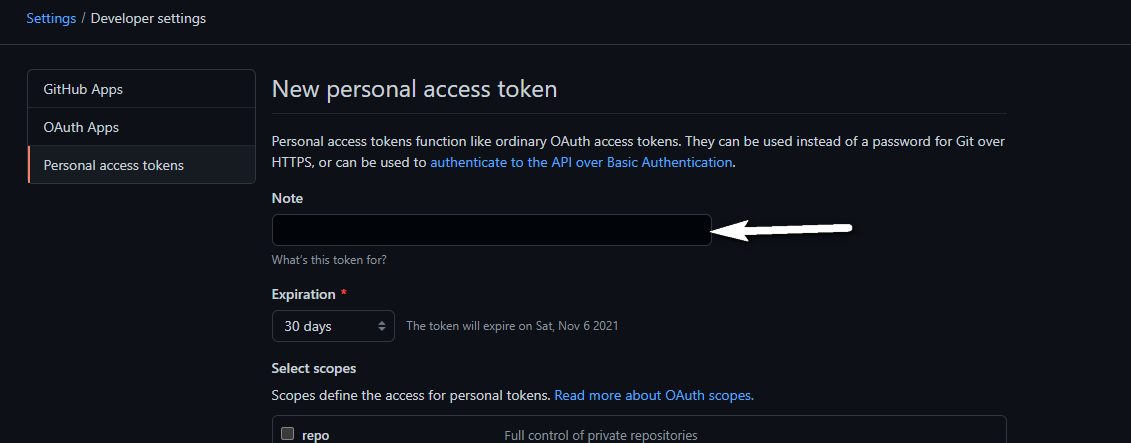 Settings / Developer settings
GitHub Apps
OAuth Apps
Personal access tokens
New personal access token
Personal access tokens function like ordinary OAuth access tokens. They can be used instead of a password for Git over
HTTPS, or can be used to authenticate to the API over Basic Authentication.
Note
What's this token for?
Expiration *
30 days
The token will expire on Sat, Nov 6 2021
Select scopes
Scopes define the access for personal tokens. Read more about OAuth scopes.
repo Full control of private repositories